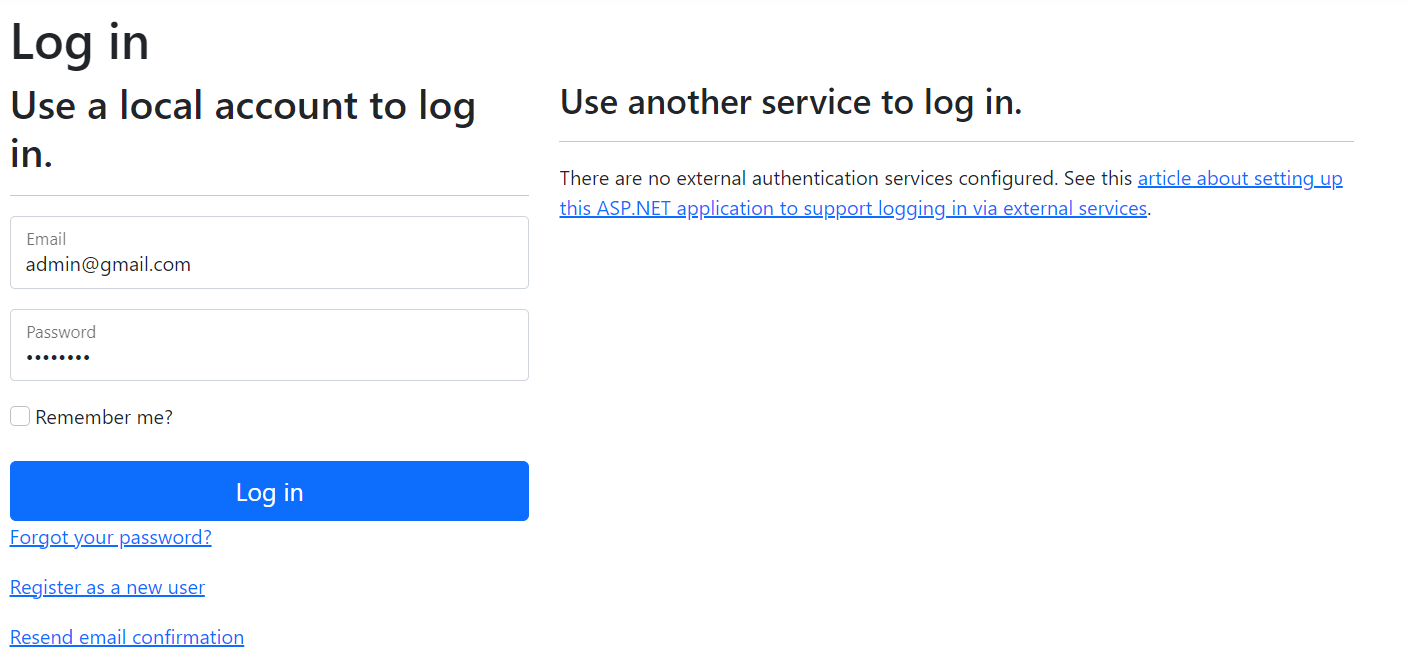 Log in
Use a local account to log
in.
Email
admin@gmail.com
Password
••••••••
Remember me?
Log in
Forgot your password?
Register as a new user
Resend email confirmation
Use another service to log in.
There are no external authentication services configured. See this article about setting up
this ASP.NET application to support logging in via external services.